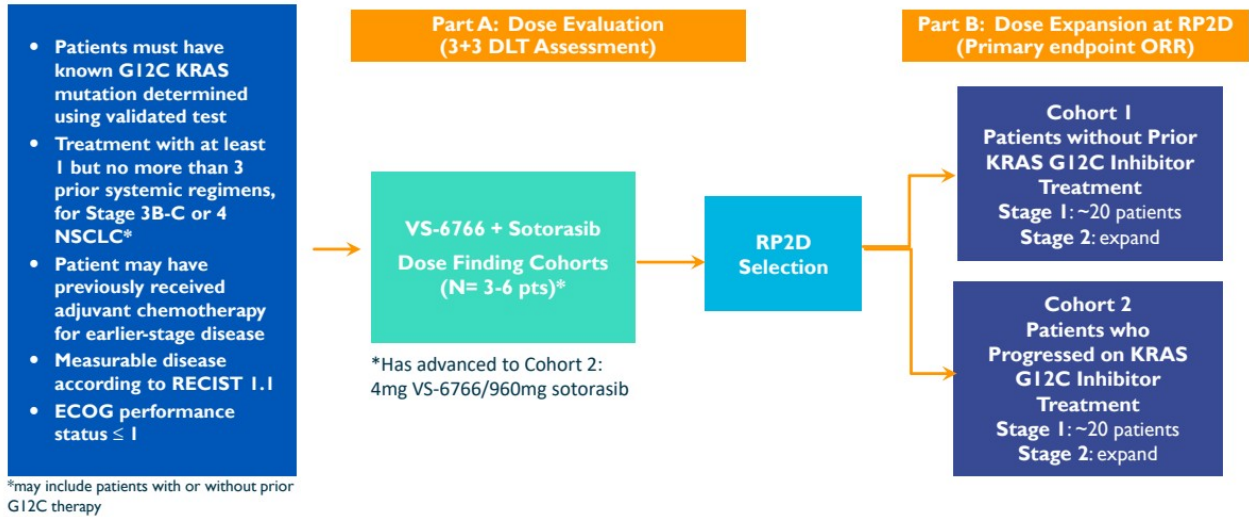 • Patients must have
known G12C KRAS
mutation determined
using validated test
• Treatment with at least
1 but no more than 3
prior systemic regimens,
for Stage 3B-C or 4
NSCLC*
• Patient may have
previously received
adjuvant chemotherapy
for earlier-stage disease
• Measurable disease
according to RECIST 1.1
• ECOG performance
status ≤ 1
*may include patients with or without prior
G12C therapy
Part A: Dose Evaluation
(3+3 DLT Assessment)
VS-6766 + Sotorasib
Dose Finding Cohorts
(N= 3-6 pts)*
*Has advanced to Cohort 2:
4mg VS-6766/960mg sotorasib
RP2D
Selection
Part B: Dose Expansion at RP2D
(Primary endpoint ORR)
Cohort 1
Patients without Prior
KRAS G12C Inhibitor
Treatment
Stage 1: ~20 patients
Stage 2: expand
Cohort 2
Patients who
Progressed on KRAS
G12C Inhibitor
Treatment
Stage 1: ~20 patients
Stage 2: expand